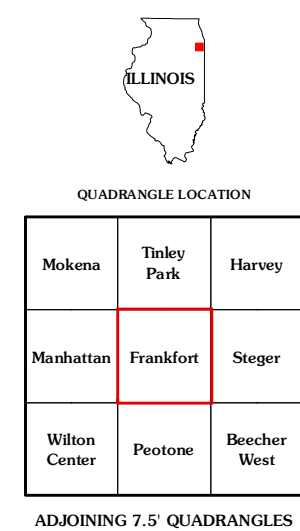 ILLINOIS
QUADRANGLE LOCATION
Mokena
Tinley
Park
Harvey
Manhattan
Frankfort
Steger
Wilton
Center
Peotone
Beecher
West
ADJOINING 7.5' QUADRANGLES